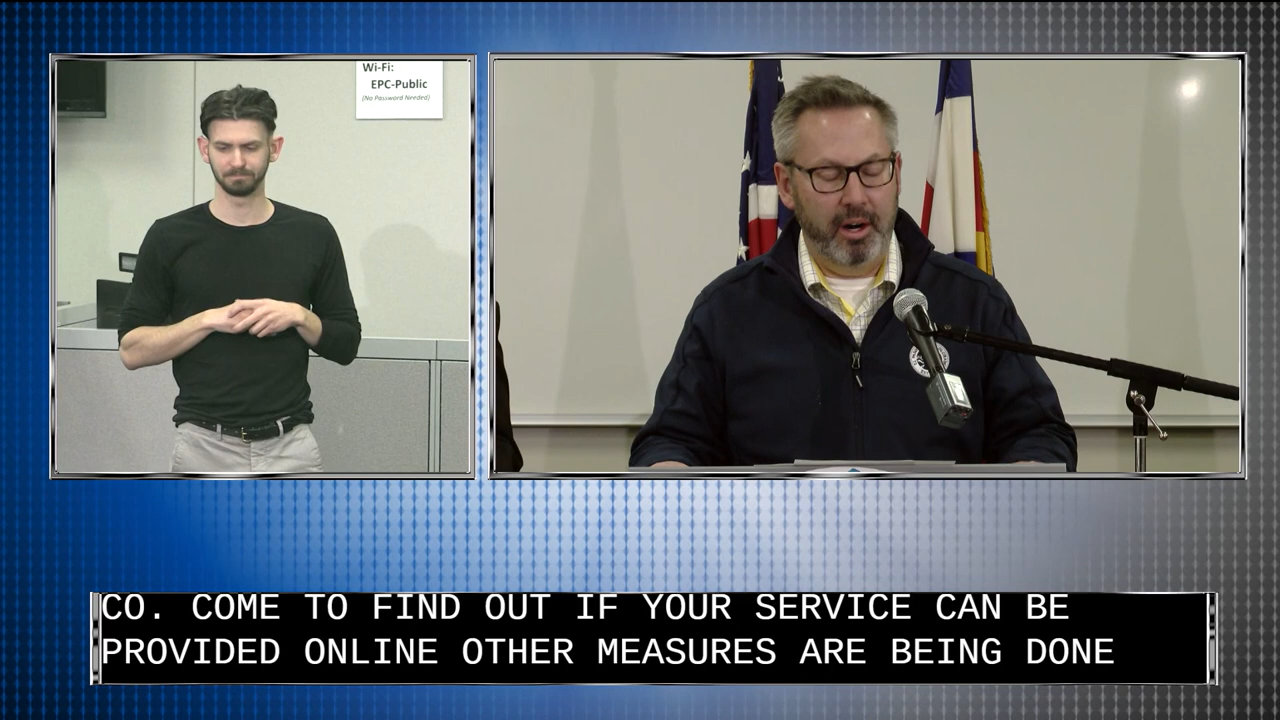 Wi-Fi:
EPC-Public
(No Password Needed)
CO. COME TO FIND OUT IF YOUR SERVICE CAN BE
PROVIDED ONLINE OTHER MEASURES ARE BEING DONE